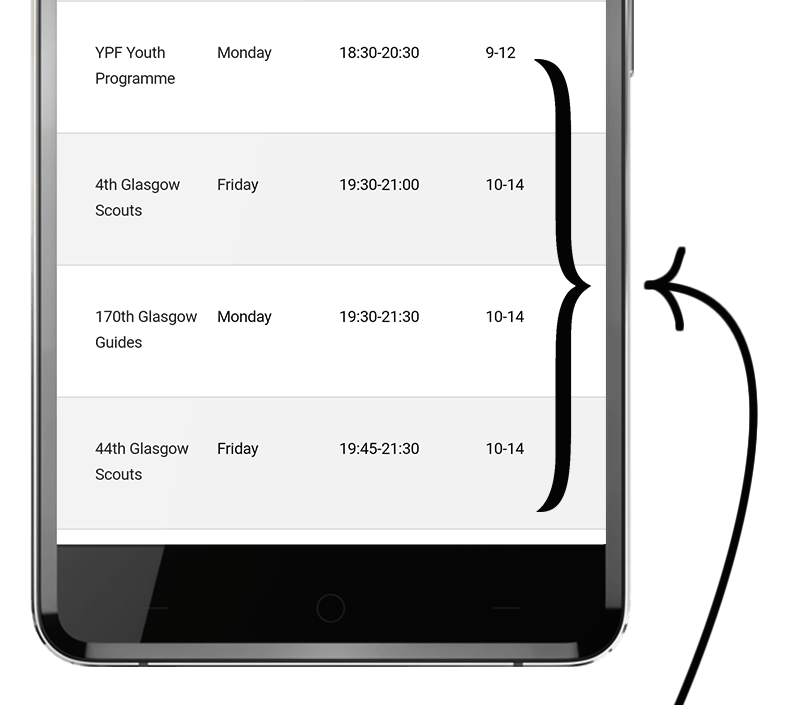 YPF Youth Programme Monday 18:30-20:30 9-12
4th Glasgow Scouts Friday 19:30-21:00 10-14
170th Glasgow Guides Monday 19:30-21:30 10-14
44th Glasgow Scouts Friday 19:45-21:30 10-14